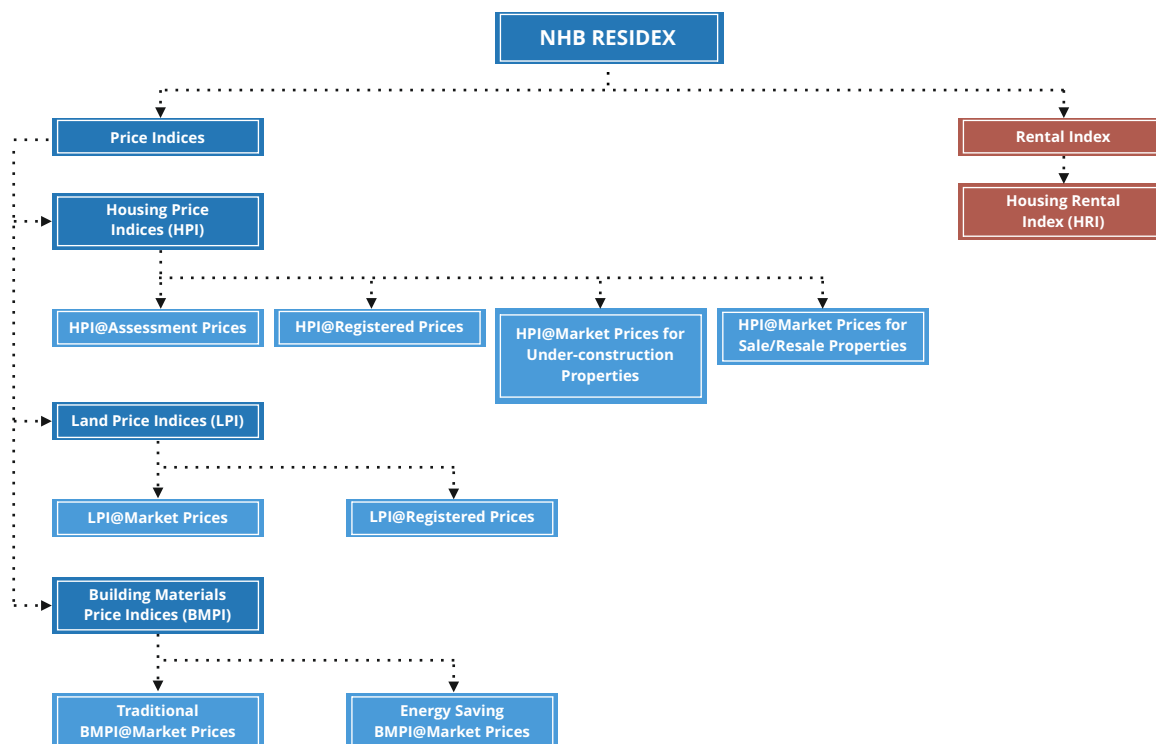 NHB RESIDEX
Price Indices
Rental Index
Housing Price
Indices (HPI)
Housing Rental
Index (HRI)
HPI@Assessment Prices
HPI@Registered Prices
HPI@Market Prices for
Under-construction
Properties
HPI@Market Prices for
Sale/Resale Properties
Land Price Indices (LPI)
LPI@Market Prices
LPI@Registered Prices
Building Materials
Price Indices (BMPI)
Traditional
BMPI@Market Prices
Energy Saving
BMPI@Market Prices